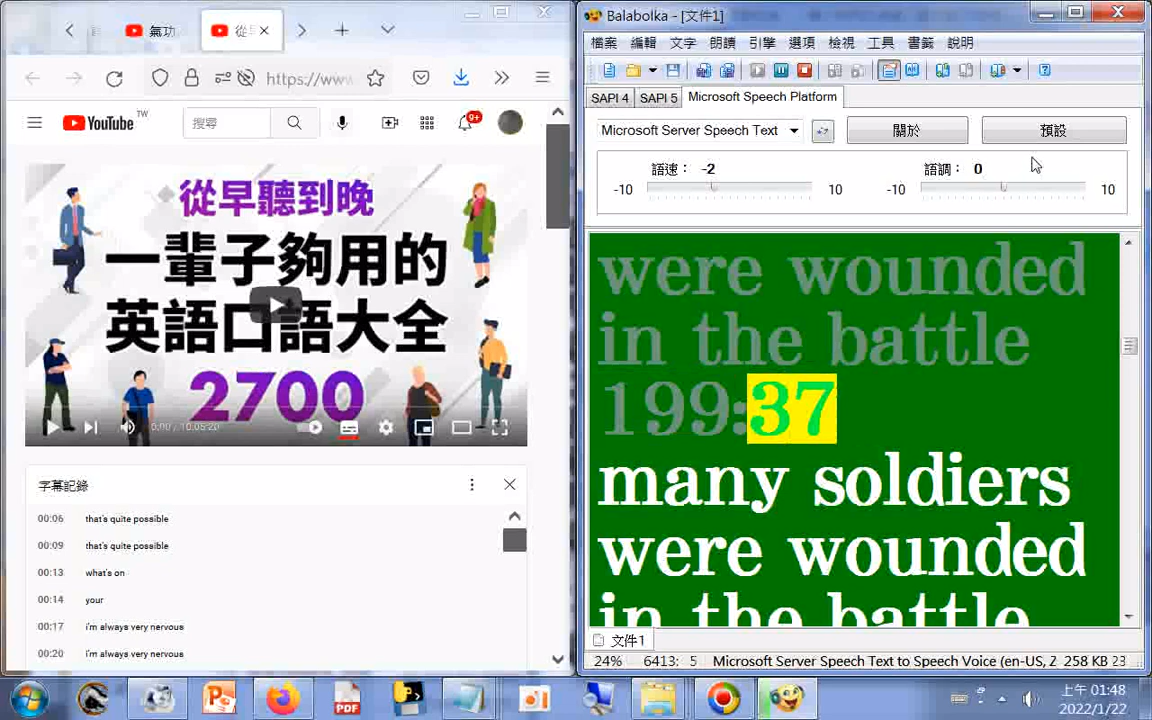 氣功
從
https://www
YouTube TW
搜尋
9+
從早聽到晚
一輩子夠用的
英語口語大全
2700
0:00 / 10:05:20
字幕記錄
00:06 that's quite possible
00:09 that's quite possible
00:13 what's on
00:14 your
00:17 i'm always very nervous
00:20 i'm always very nervous
Balabolka - [文件1]
檔案 編輯 文字 朗讀 引擎 選項 檢視 工具 書籤 說明
SAPI 4 SAPI 5 Microsoft Speech Platform
Microsoft Server Speech Text 關於 預設
語速： -2 語調： 0
-10 10 -10 10
were wounded
in the battle
199:37
many soldiers
were wounded
in the battle
文件1
24% 6413: 5 Microsoft Server Speech Text to Speech Voice (en-US, 2 258 KB 23
PDF
上午 01:48
2022/1/22